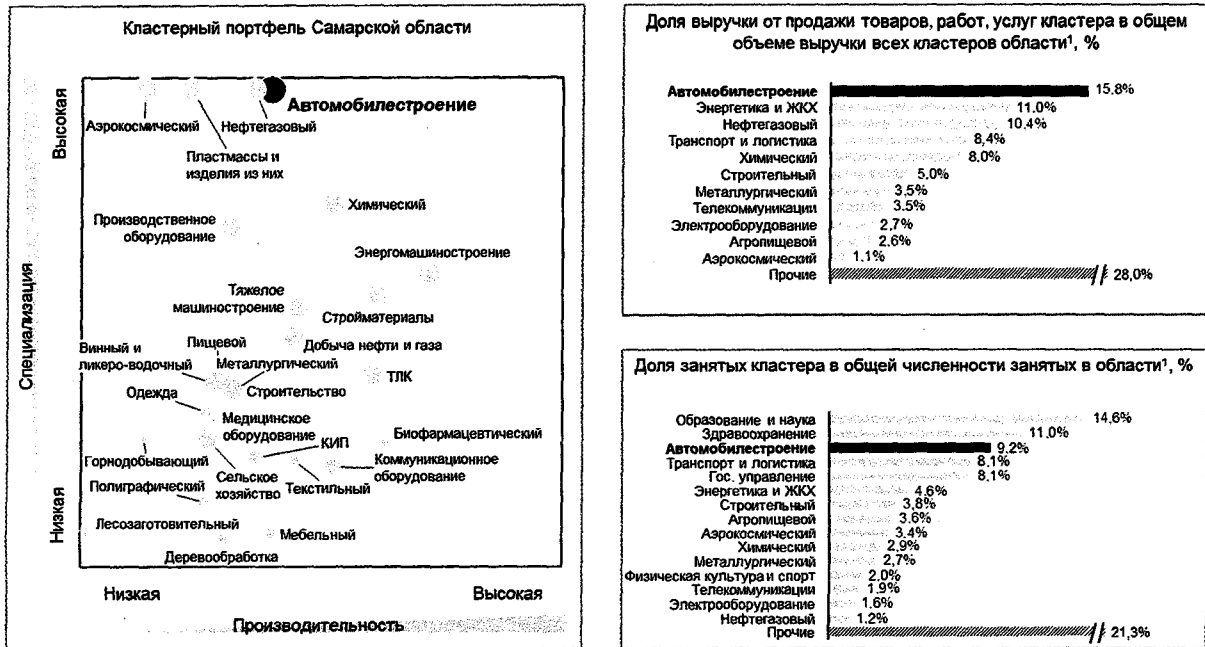 Кластерный портфель Самарской области
Высокая
Специализация
Низкая
Автомобилестроение
Аэрокосмический
Нефтегазовый
Пластмассы и
изделия из них
Химический
Производственное
оборудование
Энергомашиностроение
Тяжелое
машиностроение
Стройматериалы
Добыча нефти и газа
Пищевой
Винный и
ликеро-водочный
Металлургический
ТЛК
Строительство
Одежда
Медицинское
оборудование
КИП
Биофармацевтический
Горнодобывающий
Коммуникационное
оборудование
Сельское
хозяйство
Текстильный
Полиграфический
Лесозаготовительный
Мебельный
Деревообработка
Низкая
Высокая
Производительность
Доля выручки от продажи товаров, работ, услуг кластера в общем
объеме выручки всех кластеров области¹, %
Автомобилестроение 15.8%
Энергетика и ЖКХ 11.0%
Нефтегазовый 10.4%
Транспорт и логистика 8,4%
Химический 8.0%
Строительный 5.0%
Металлургический 3.5%
Телекоммуникации 3.5%
Электрооборудование 2,7%
Агропищевой 2.6%
Аэрокосмический 1.1%
Прочие 28,0%
Доля занятых кластера в общей численности занятых в области¹, %
Образование и наука 14.6%
Здравоохранение 11.0%
Автомобилестроение 9.2%
Транспорт и логистика 8.1%
Гос. управление 8.1%
Энергетика и ЖКХ 4.6%
Строительный 3.8%
Агропищевой 3.6%
Аэрокосмический 3.4%
Химический 2.9%
Металлургический 2.7%
Физическая культура и спорт 2.0%
Телекоммуникации 1.9%
Электрооборудование 1.6%
Нефтегазовый 1.2%
Прочие 21,3%